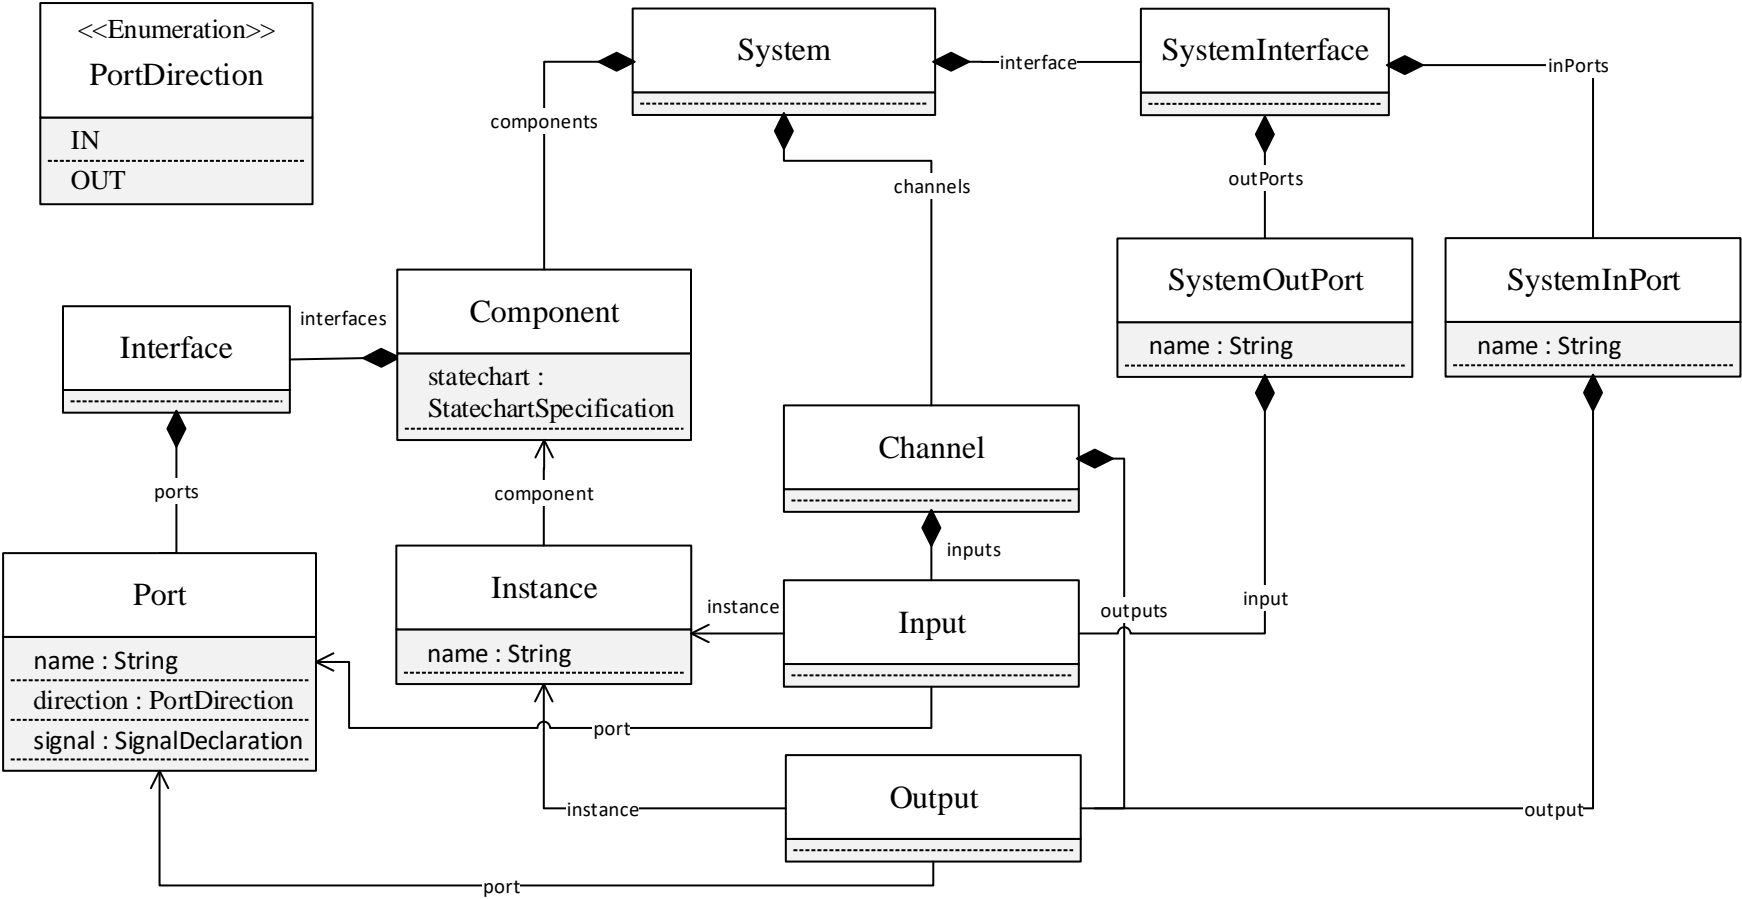 <<Enumeration>>
PortDirection
IN
OUT
System
interface
SystemInterface
inPorts
components
channels
outPorts
SystemOutPort
name : String
SystemInPort
name : String
Interface
interfaces
Component
statechart :
StatechartSpecification
Channel
ports
component
inputs
outputs
input
Port
name : String
direction : PortDirection
signal : SignalDeclaration
Instance
name : String
instance
Input
port
Output
instance
output
port